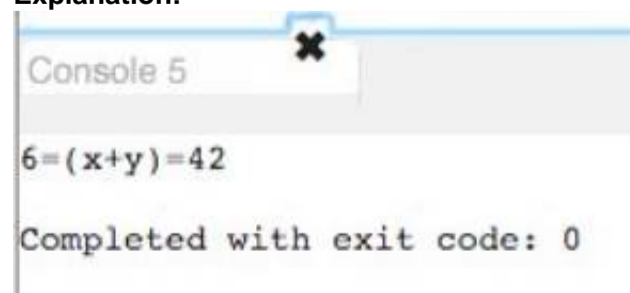 Explanation:
Console 5
6=(x+y)=42
Completed with exit code: 0